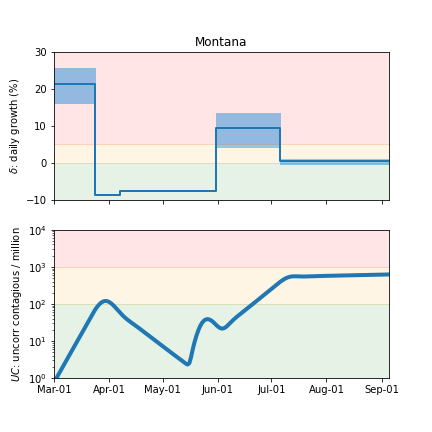 Montana
δ: daily growth (%)
30
20
10
0
−10
UC: uncorr contagious / million
10⁴
10³
10²
10¹
10⁰
Mar-01 Apr-01 May-01 Jun-01 Jul-01 Aug-01 Sep-01